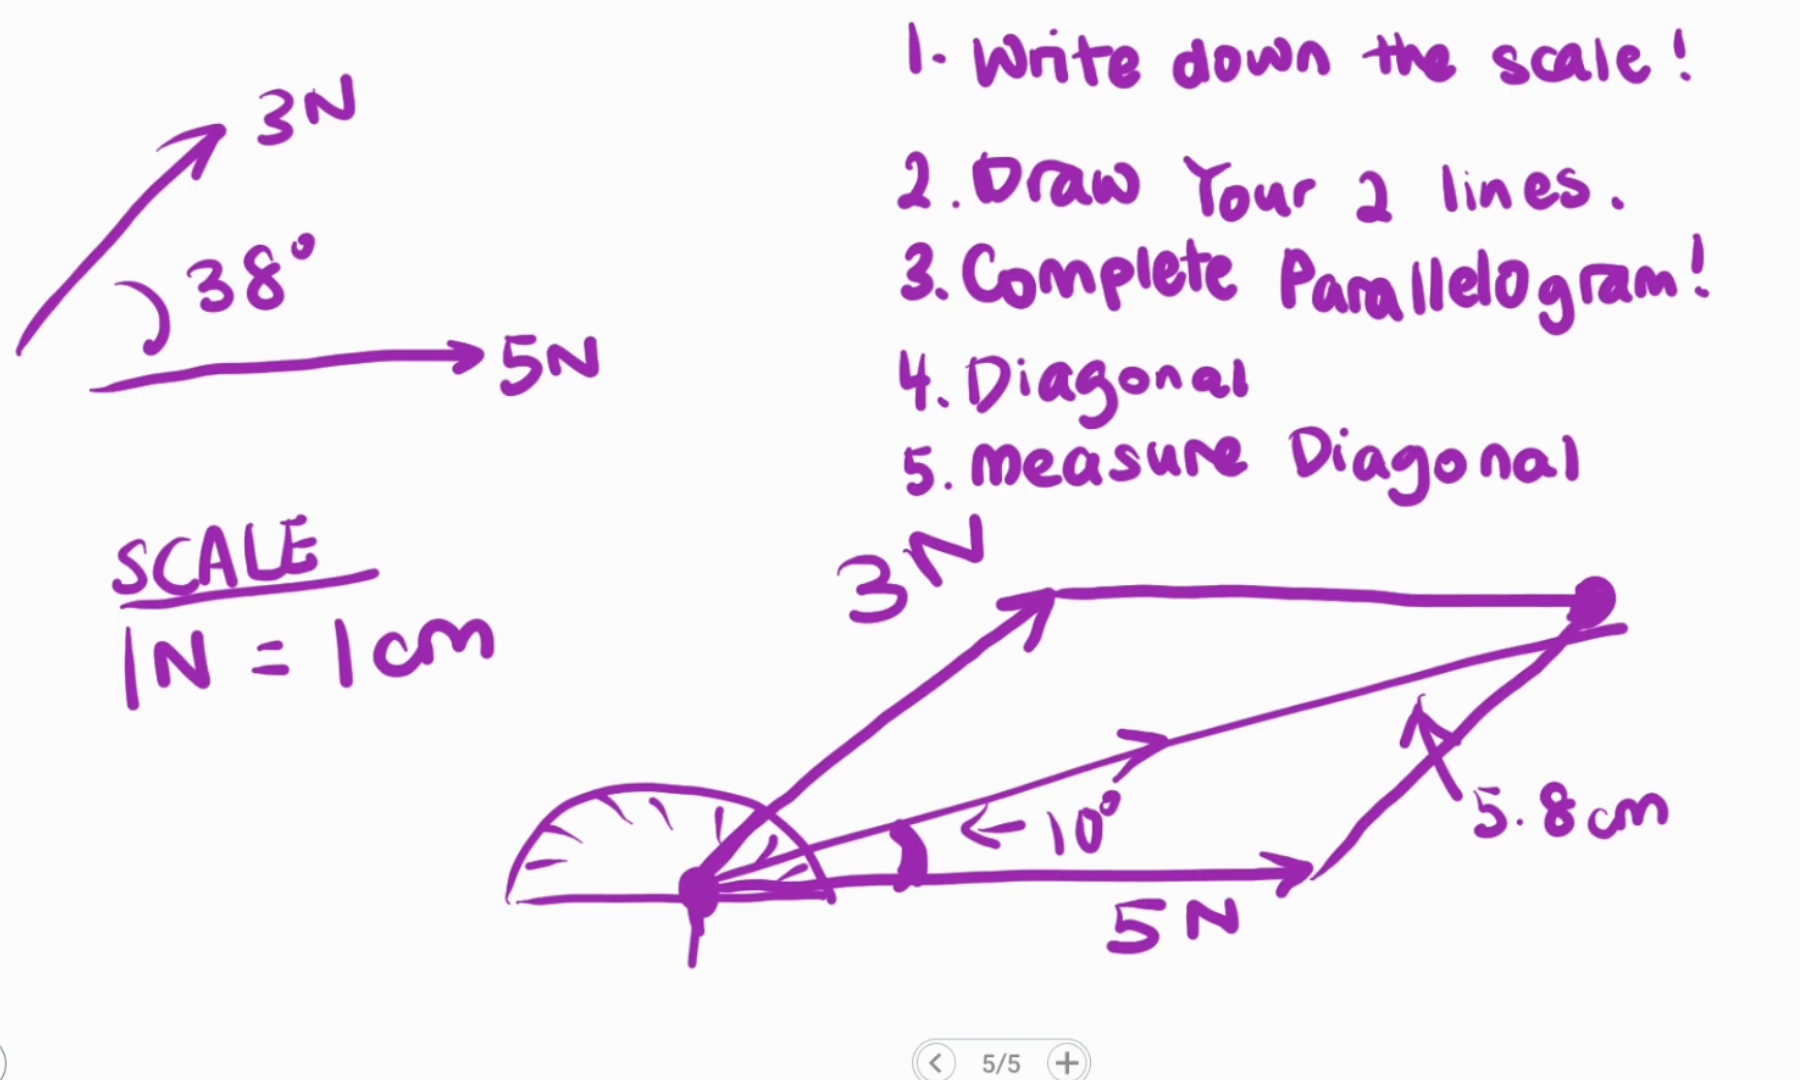 3N
38°
5N
1. Write down the scale!
2. Draw Your 2 lines.
3. Complete Parallelogram!
4. Diagonal
5. measure Diagonal
SCALE
1N = 1cm
3N
10°
5.8cm
5N
5/5